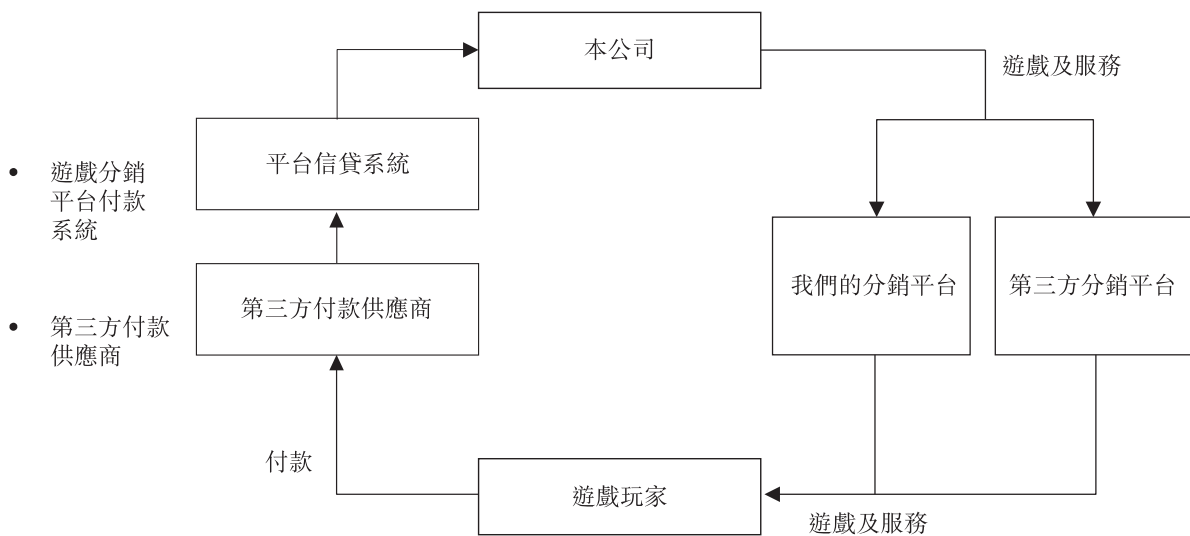 本公司
遊戲及服務
平台信貸系統
• 遊戲分銷
平台付款
系統
我們的分銷平台
第三方分銷平台
第三方付款供應商
• 第三方付款
供應商
付款
遊戲玩家
遊戲及服務